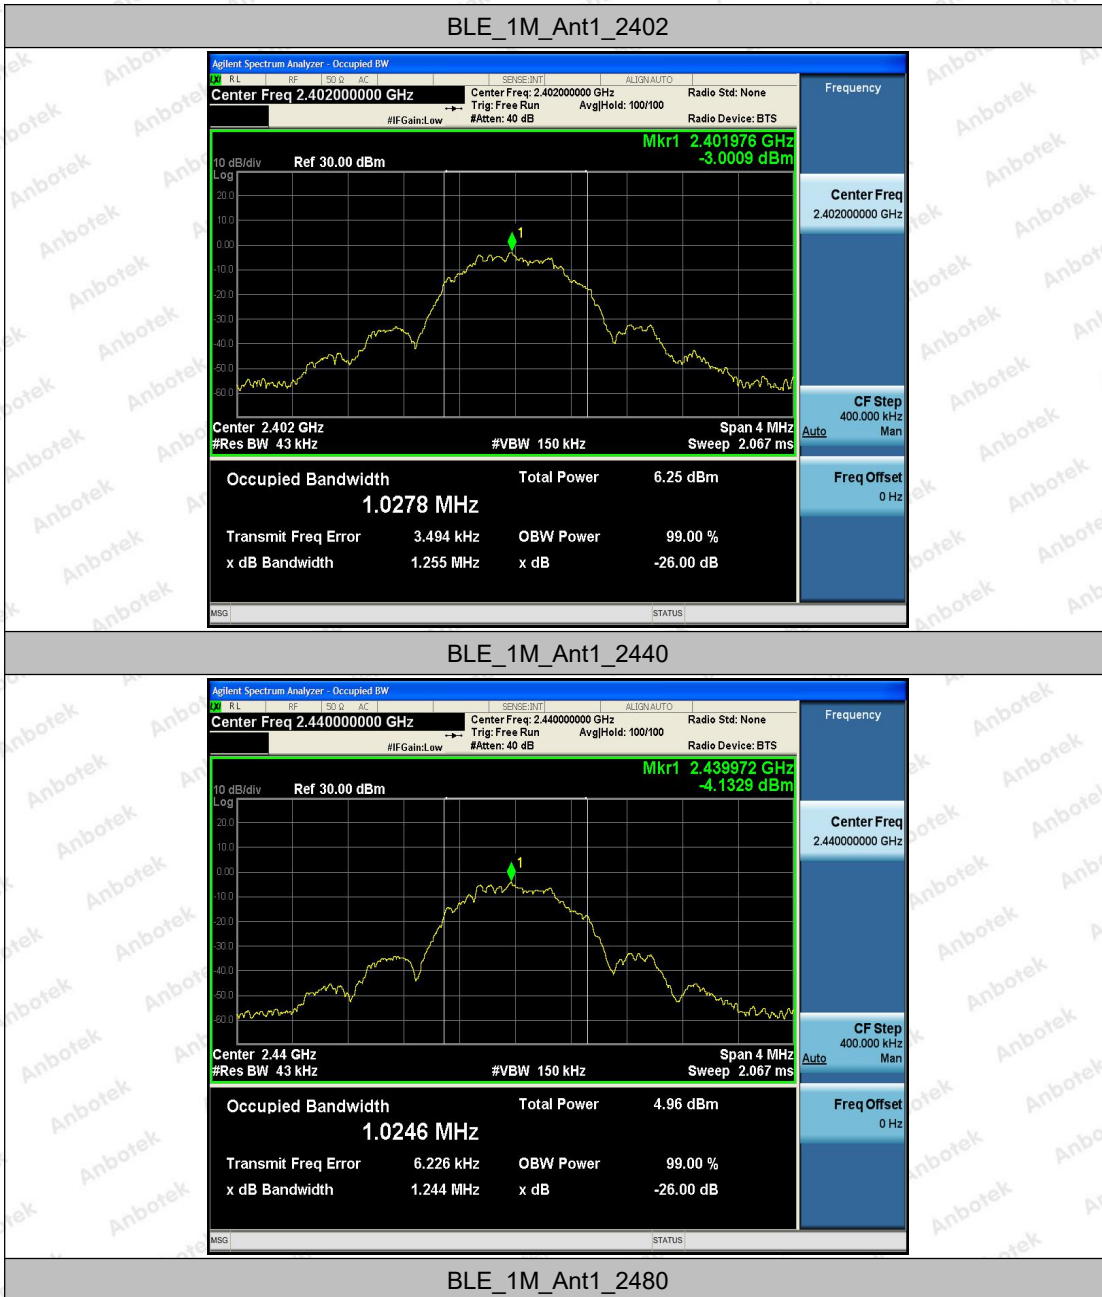 BLE_1M_Ant1_2402
Agilent Spectrum Analyzer - Occupied BW
LXI RL RF 50 Ω AC SENSE:INT ALIGNAUTO
Center Freq 2.402000000 GHz
Center Freq: 2.402000000 GHz Radio Std: None
Trig: Free Run Avg|Hold: 100/100
#IFGain:Low #Atten: 40 dB Radio Device: BTS
Mkr1 2.401976 GHz
-3.0009 dBm
10 dB/div Ref 30.00 dBm
Log
20.0
10.0
0.00
-10.0
-20.0
-30.0
-40.0
-50.0
-60.0
1
Center 2.402 GHz Span 4 MHz
#Res BW 43 kHz #VBW 150 kHz Sweep 2.067 ms
Occupied Bandwidth Total Power 6.25 dBm
1.0278 MHz
Transmit Freq Error 3.494 kHz OBW Power 99.00 %
x dB Bandwidth 1.255 MHz x dB -26.00 dB
MSG STATUS
Frequency
Center Freq
2.402000000 GHz
CF Step
400.000 kHz
Auto Man
Freq Offset
0 Hz
BLE_1M_Ant1_2440
Agilent Spectrum Analyzer - Occupied BW
LXI RL RF 50 Ω AC SENSE:INT ALIGNAUTO
Center Freq 2.440000000 GHz
Center Freq: 2.440000000 GHz Radio Std: None
Trig: Free Run Avg|Hold: 100/100
#IFGain:Low #Atten: 40 dB Radio Device: BTS
Mkr1 2.439972 GHz
-4.1329 dBm
10 dB/div Ref 30.00 dBm
Log
20.0
10.0
0.00
-10.0
-20.0
-30.0
-40.0
-50.0
-60.0
1
Center 2.44 GHz Span 4 MHz
#Res BW 43 kHz #VBW 150 kHz Sweep 2.067 ms
Occupied Bandwidth Total Power 4.96 dBm
1.0246 MHz
Transmit Freq Error 6.226 kHz OBW Power 99.00 %
x dB Bandwidth 1.244 MHz x dB -26.00 dB
MSG STATUS
Frequency
Center Freq
2.440000000 GHz
CF Step
400.000 kHz
Auto Man
Freq Offset
0 Hz
BLE_1M_Ant1_2480
Anbotek